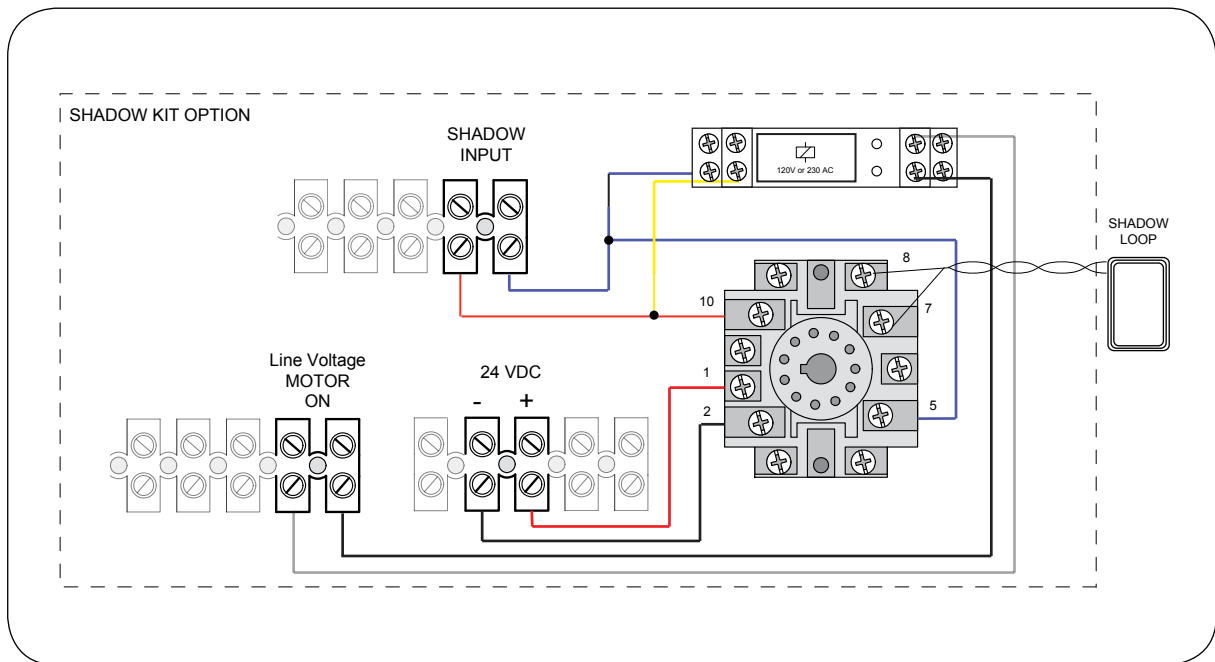 SHADOW KIT OPTION
SHADOW
INPUT
120V or 230 AC
SHADOW
LOOP
8
10
7
Line Voltage
MOTOR
ON
24 VDC
- +
1
2
5